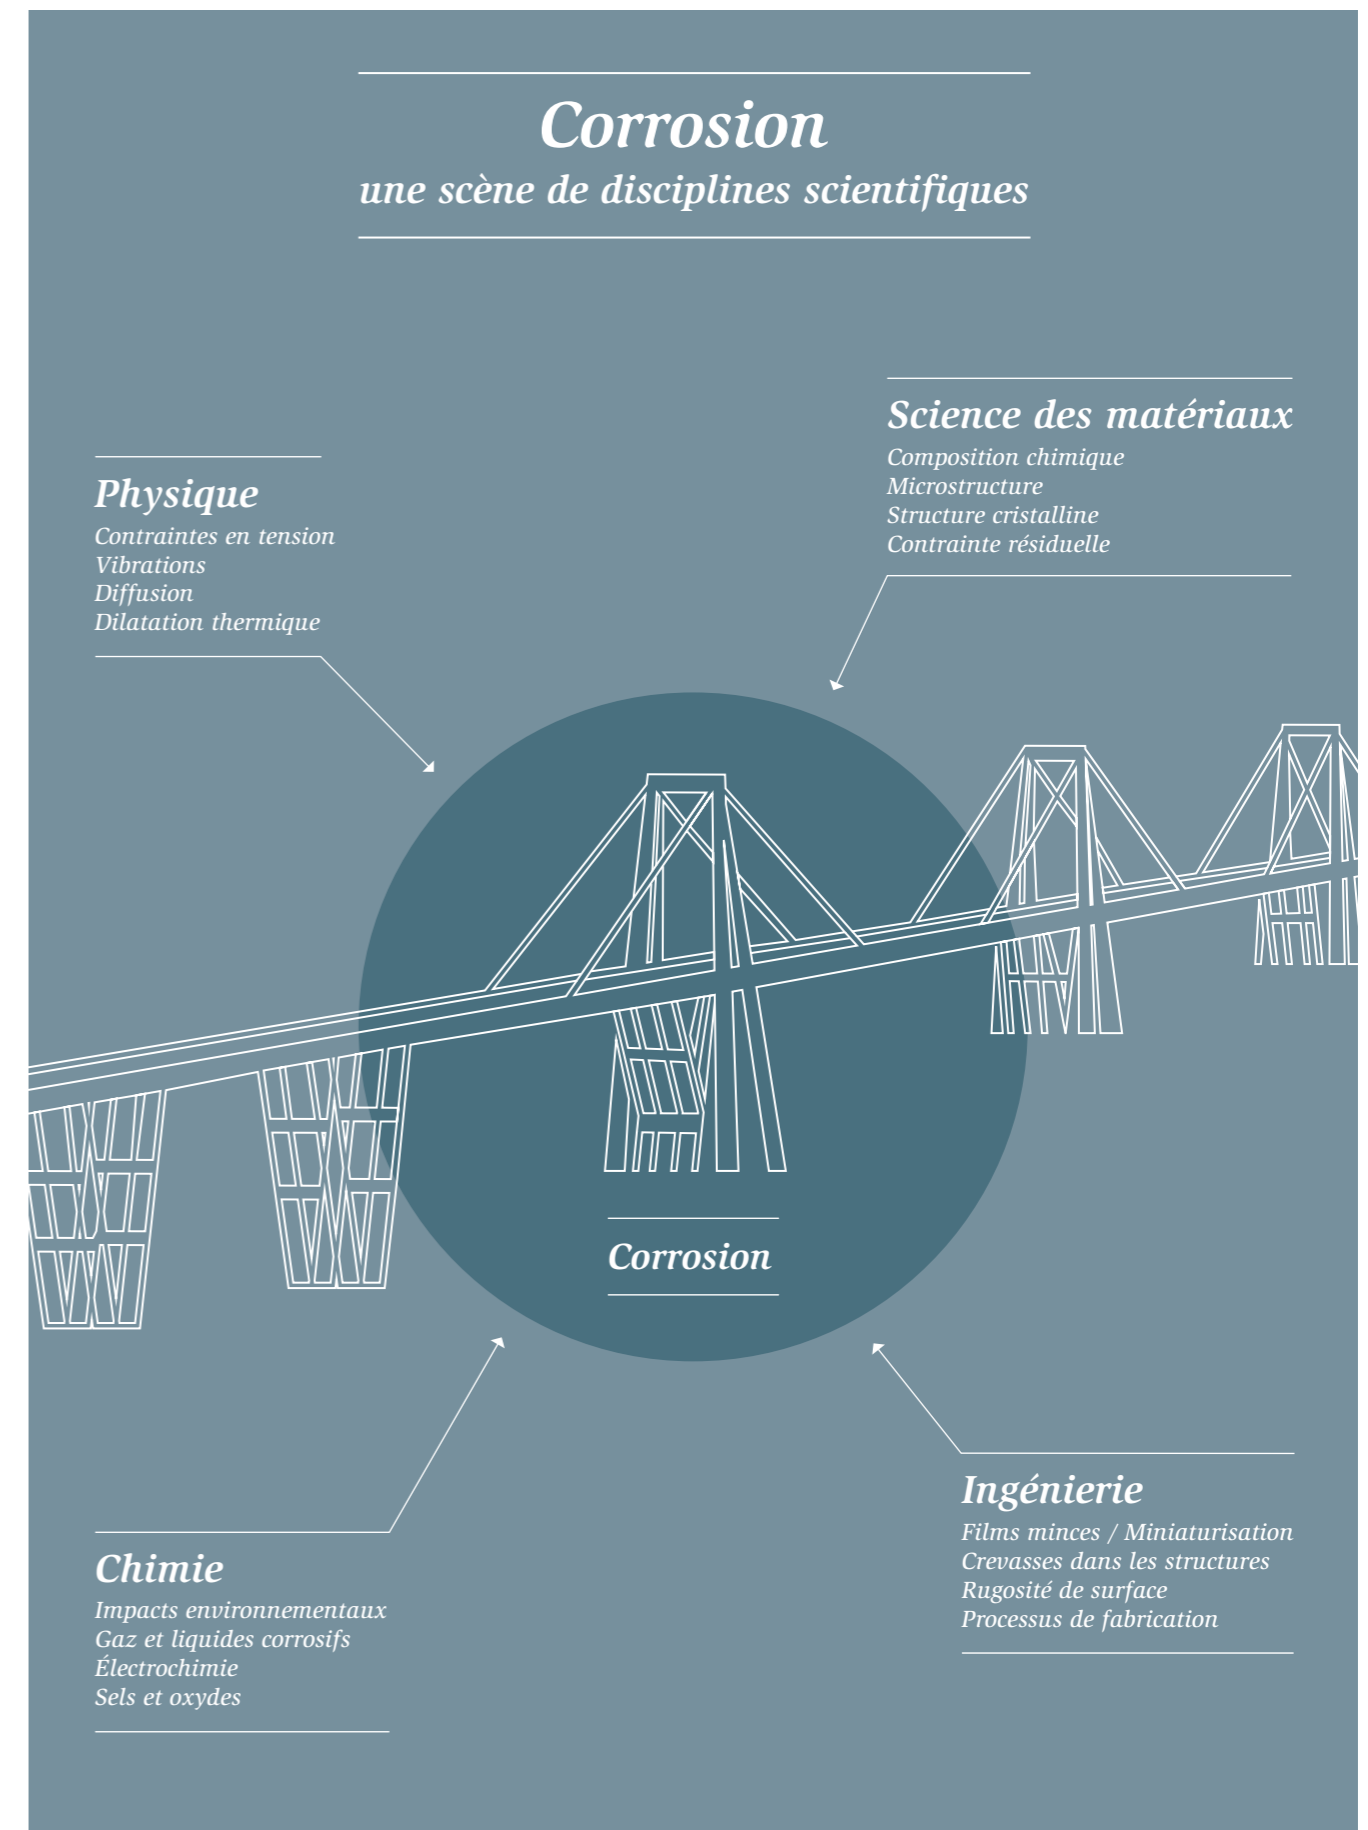 Corrosion
une scène de disciplines scientifiques
Science des matériaux
Composition chimique
Microstructure
Structure cristalline
Contrainte résiduelle
Physique
Contraintes en tension
Vibrations
Diffusion
Dilatation thermique
Corrosion
Ingénierie
Films minces / Miniaturisation
Crevasses dans les structures
Rugosité de surface
Processus de fabrication
Chimie
Impacts environnementaux
Gaz et liquides corrosifs
Électrochimie
Sels et oxydes